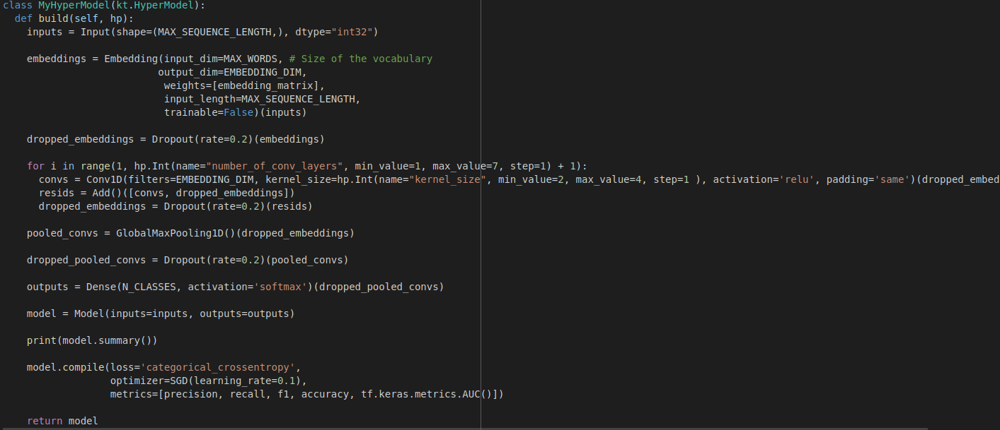 class MyHyperModel(kt.HyperModel):
  def build(self, hp):
    inputs = Input(shape=(MAX_SEQUENCE_LENGTH,), dtype="int32")

    embeddings = Embedding(input_dim=MAX_WORDS, # Size of the vocabulary
                          output_dim=EMBEDDING_DIM,
                           weights=[embedding_matrix],
                           input_length=MAX_SEQUENCE_LENGTH,
                           trainable=False)(inputs)

    dropped_embeddings = Dropout(rate=0.2)(embeddings)

    for i in range(1, hp.Int(name="number_of_conv_layers", min_value=1, max_value=7, step=1) + 1):
      convs = Conv1D(filters=EMBEDDING_DIM, kernel_size=hp.Int(name="kernel_size", min_value=2, max_value=4, step=1 ), activation='relu', padding='same')(dropped_embed
      resids = Add()([convs, dropped_embeddings])
      dropped_embeddings = Dropout(rate=0.2)(resids)

    pooled_convs = GlobalMaxPooling1D()(dropped_embeddings)

    dropped_pooled_convs = Dropout(rate=0.2)(pooled_convs)

    outputs = Dense(N_CLASSES, activation='softmax')(dropped_pooled_convs)

    model = Model(inputs=inputs, outputs=outputs)

    print(model.summary())

    model.compile(loss='categorical_crossentropy',
                  optimizer=SGD(learning_rate=0.1),
                  metrics=[precision, recall, f1, accuracy, tf.keras.metrics.AUC()])

    return model